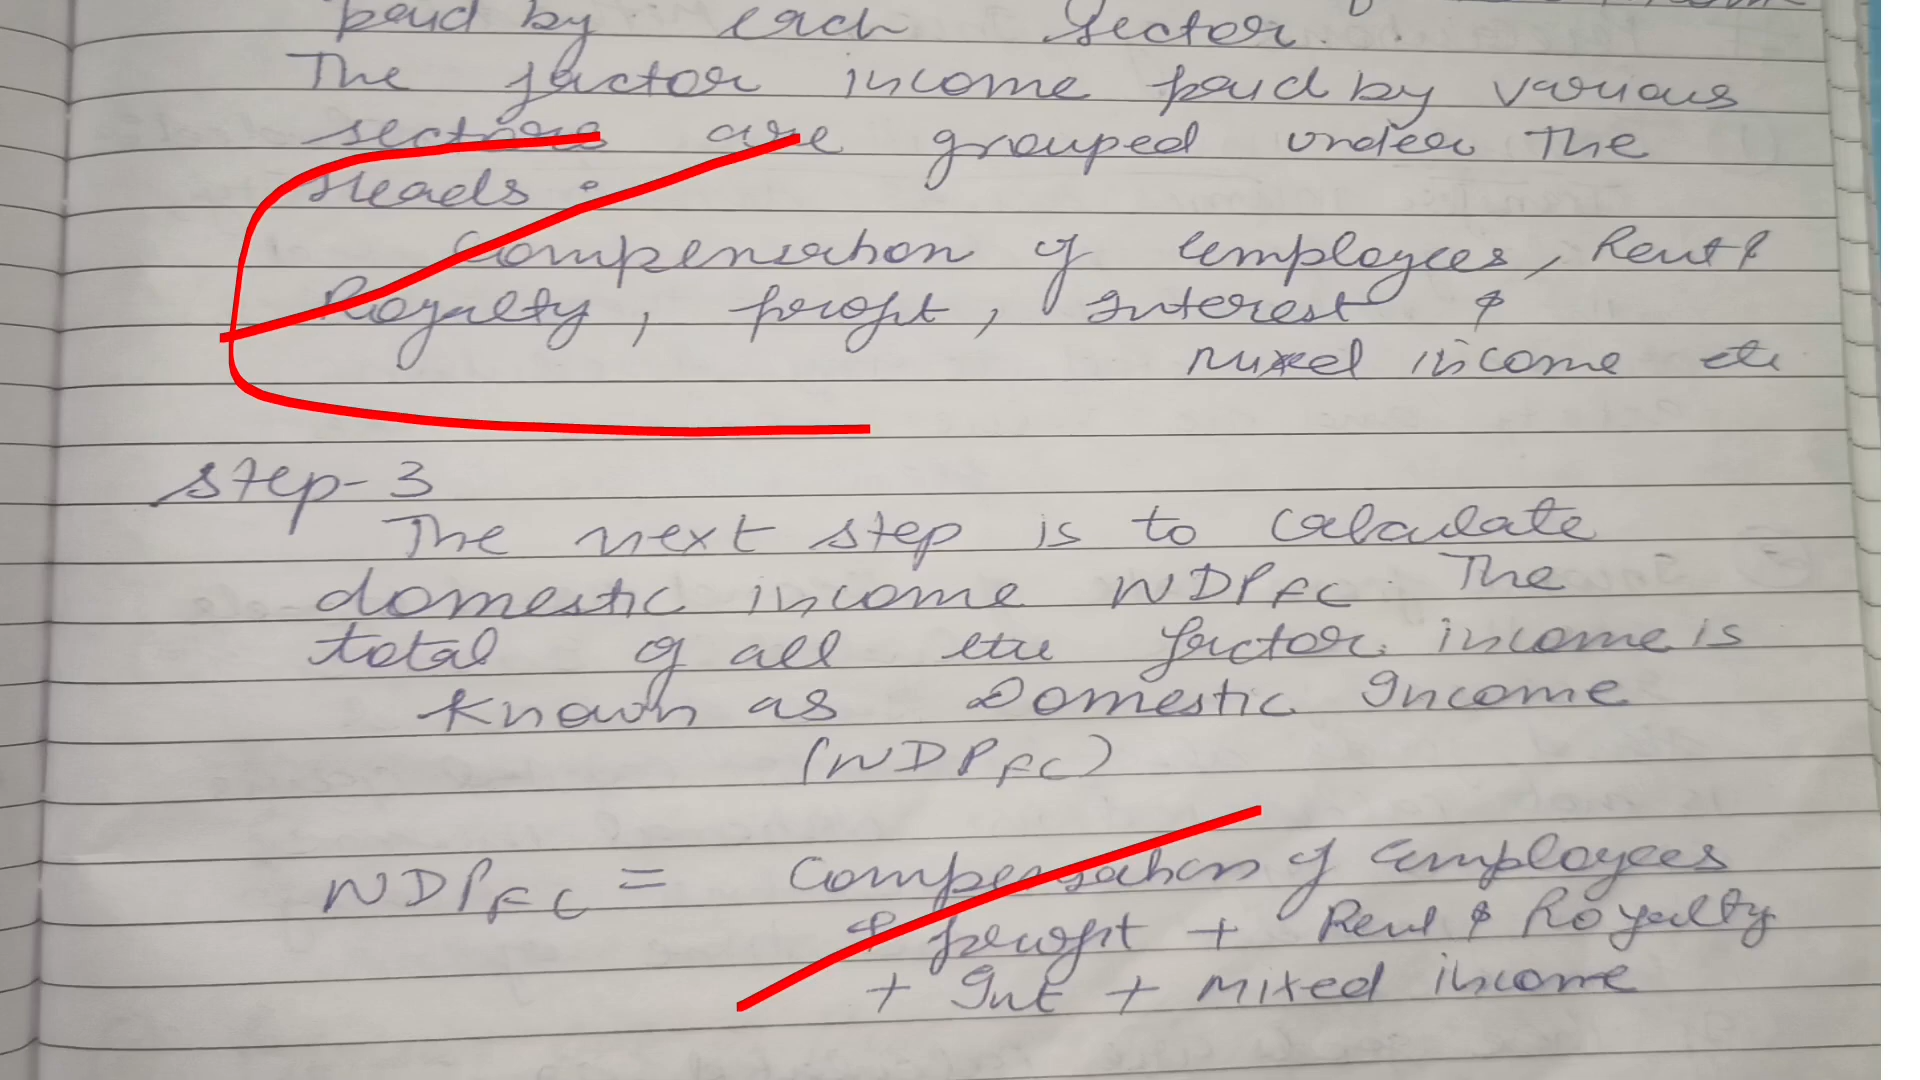 paid by each sector.
The factor income paid by various
sectors are grouped under The
Heads :
Compensation of Employees, Rent &
Royalty, profit, Interest &
mixed income etc
Step-3
The next step is to calculate
domestic income NDPFC. The
total of all the factor income is
known as Domestic Income
(NDPFC)
NDPFC = Compensation of Employees
+ profit + Rent & Royalty
+ Int + Mixed income